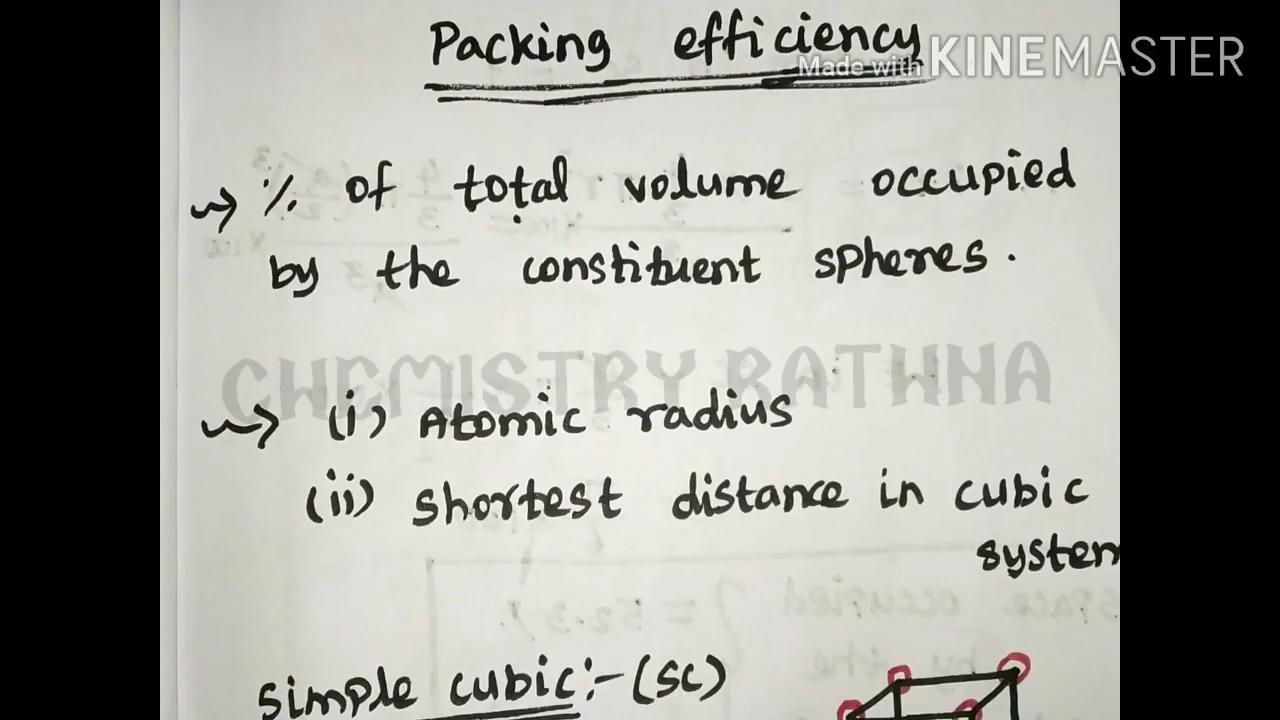 Packing efficiency
Made with KINEMASTER
→ % of total volume occupied
by the constituent spheres.
CHEMISTRY RATHNA
→ (i) Atomic radius
(ii) shortest distance in cubic
system
simple cubic:-(SC)